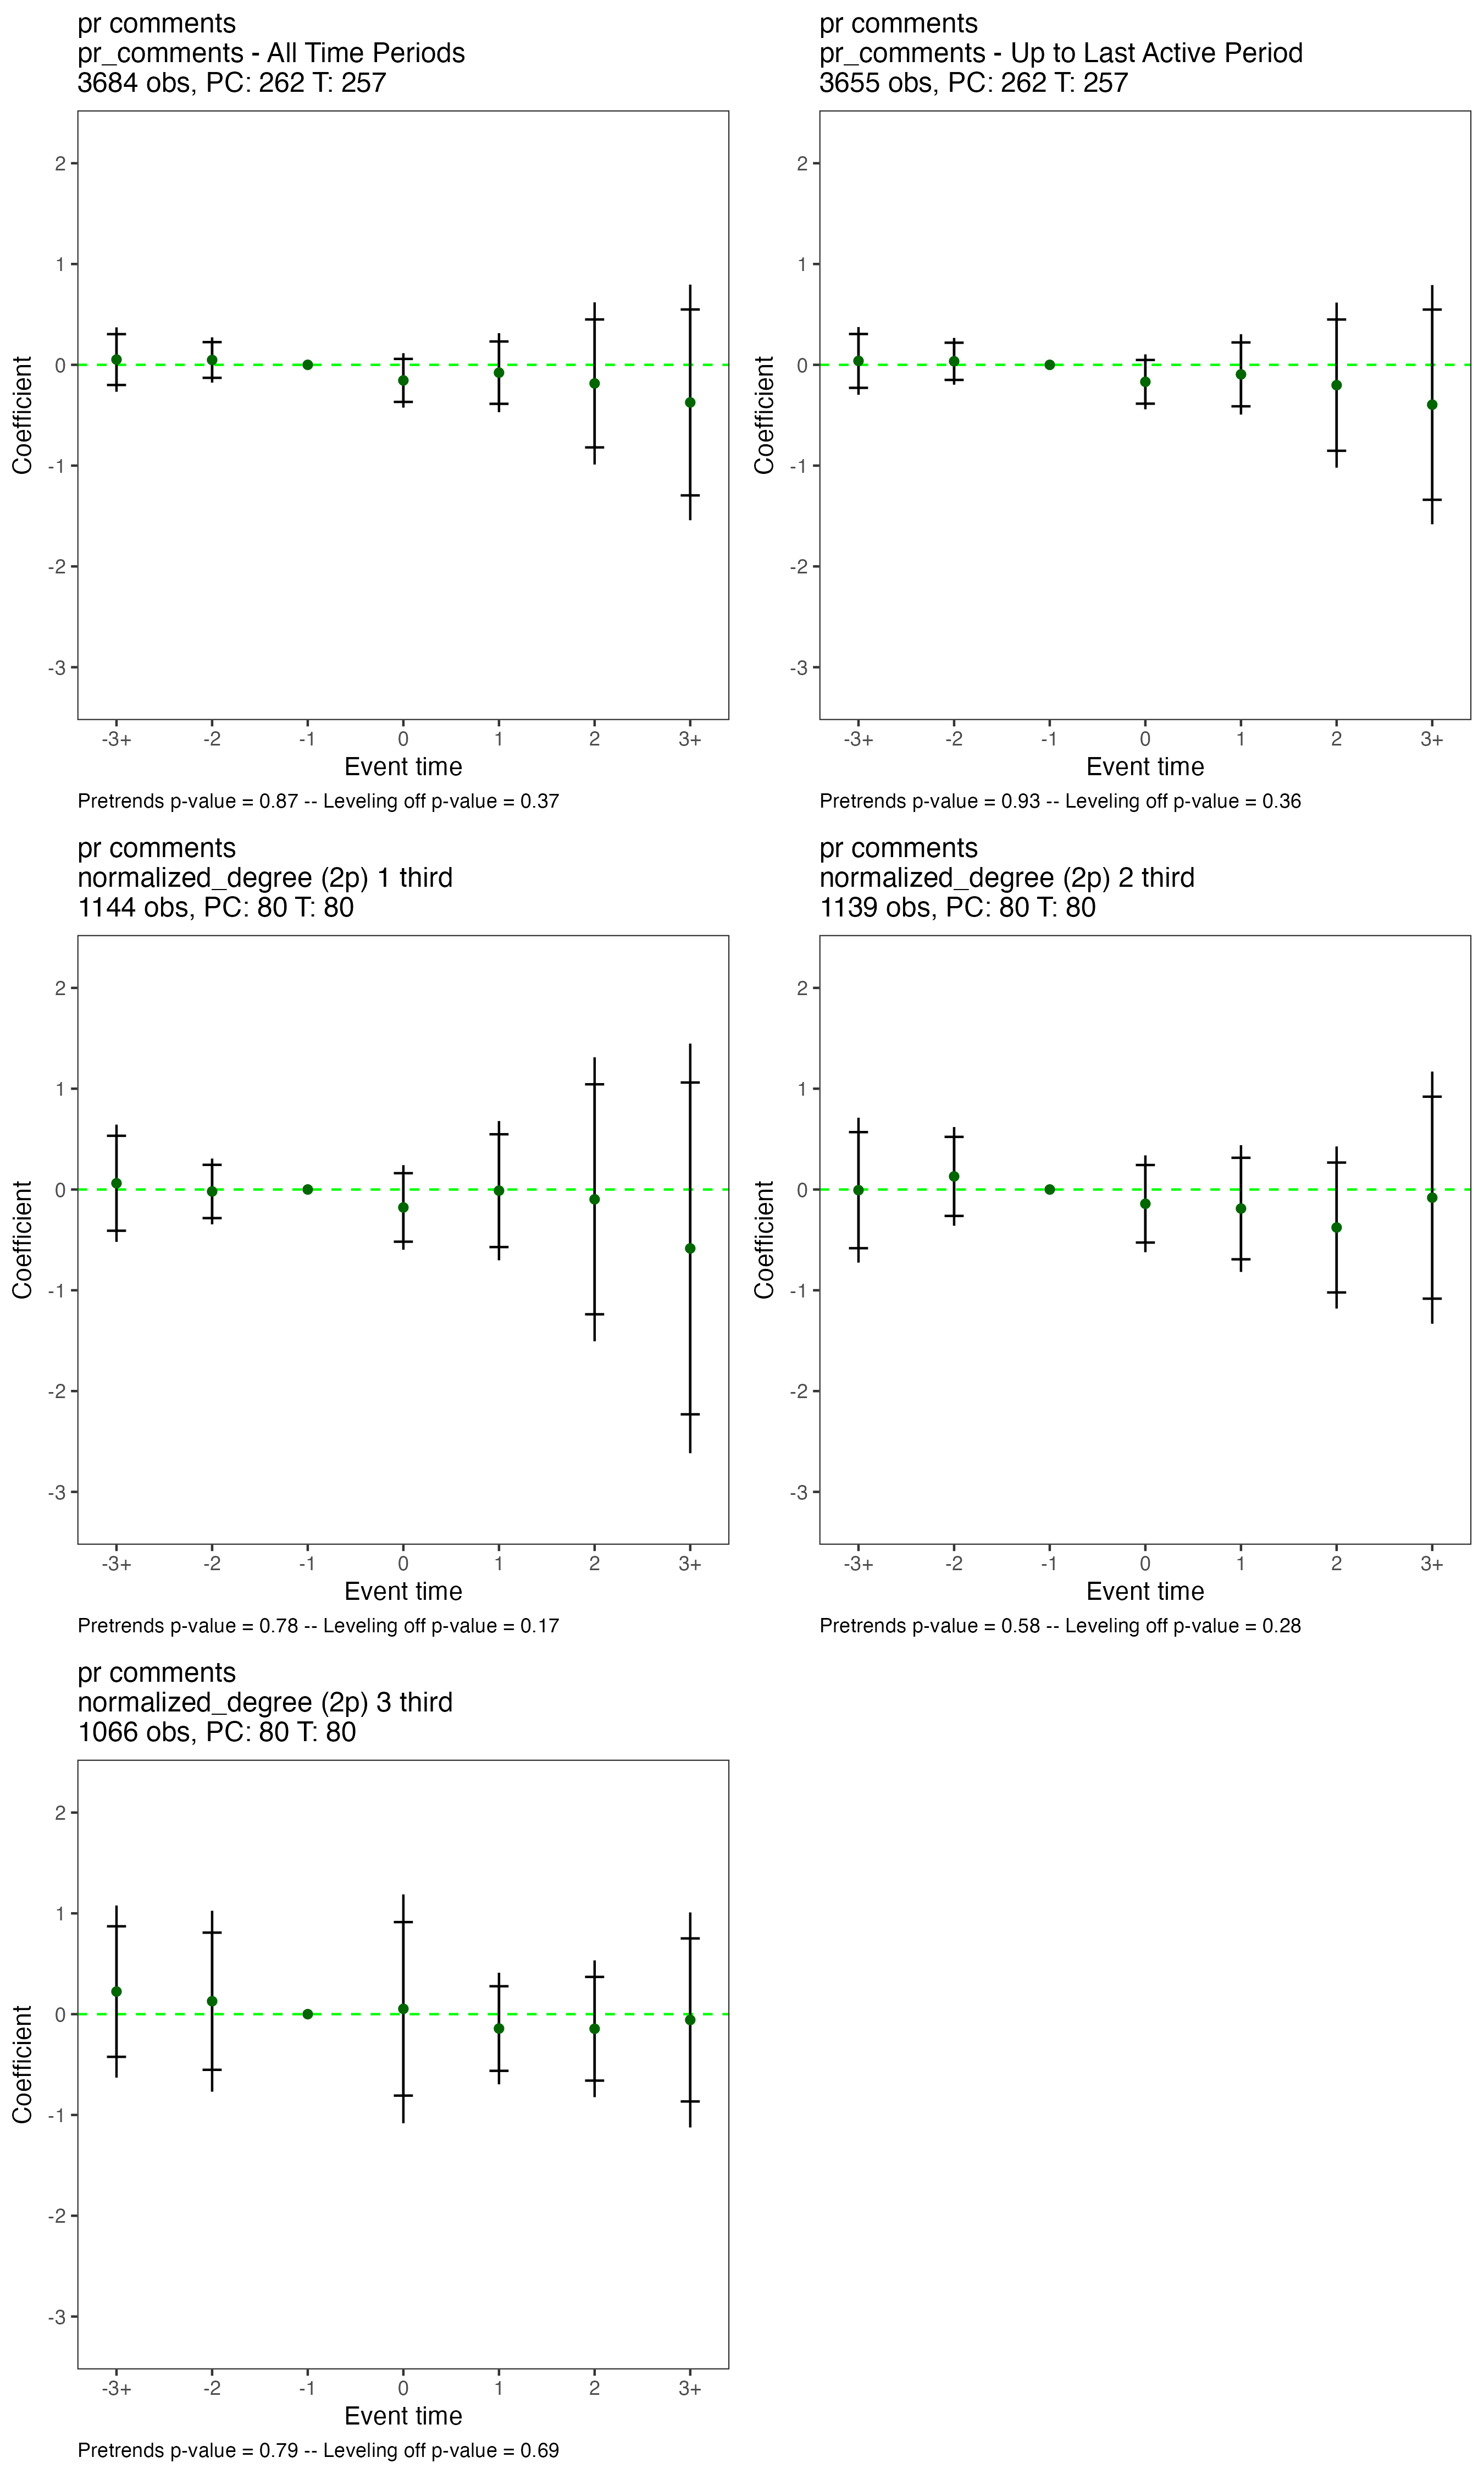 pr comments
pr_comments - All Time Periods
3684 obs, PC: 262 T: 257
2
1
0
-1
-2
-3
Coefficient
-3+ -2 -1 0 1 2 3+
Event time
Pretrends p-value = 0.87 -- Leveling off p-value = 0.37
pr comments
pr_comments - Up to Last Active Period
3655 obs, PC: 262 T: 257
2
1
0
-1
-2
-3
Coefficient
-3+ -2 -1 0 1 2 3+
Event time
Pretrends p-value = 0.93 -- Leveling off p-value = 0.36
pr comments
normalized_degree (2p) 1 third
1144 obs, PC: 80 T: 80
2
1
0
-1
-2
-3
Coefficient
-3+ -2 -1 0 1 2 3+
Event time
Pretrends p-value = 0.78 -- Leveling off p-value = 0.17
pr comments
normalized_degree (2p) 2 third
1139 obs, PC: 80 T: 80
2
1
0
-1
-2
-3
Coefficient
-3+ -2 -1 0 1 2 3+
Event time
Pretrends p-value = 0.58 -- Leveling off p-value = 0.28
pr comments
normalized_degree (2p) 3 third
1066 obs, PC: 80 T: 80
2
1
0
-1
-2
-3
Coefficient
-3+ -2 -1 0 1 2 3+
Event time
Pretrends p-value = 0.79 -- Leveling off p-value = 0.69